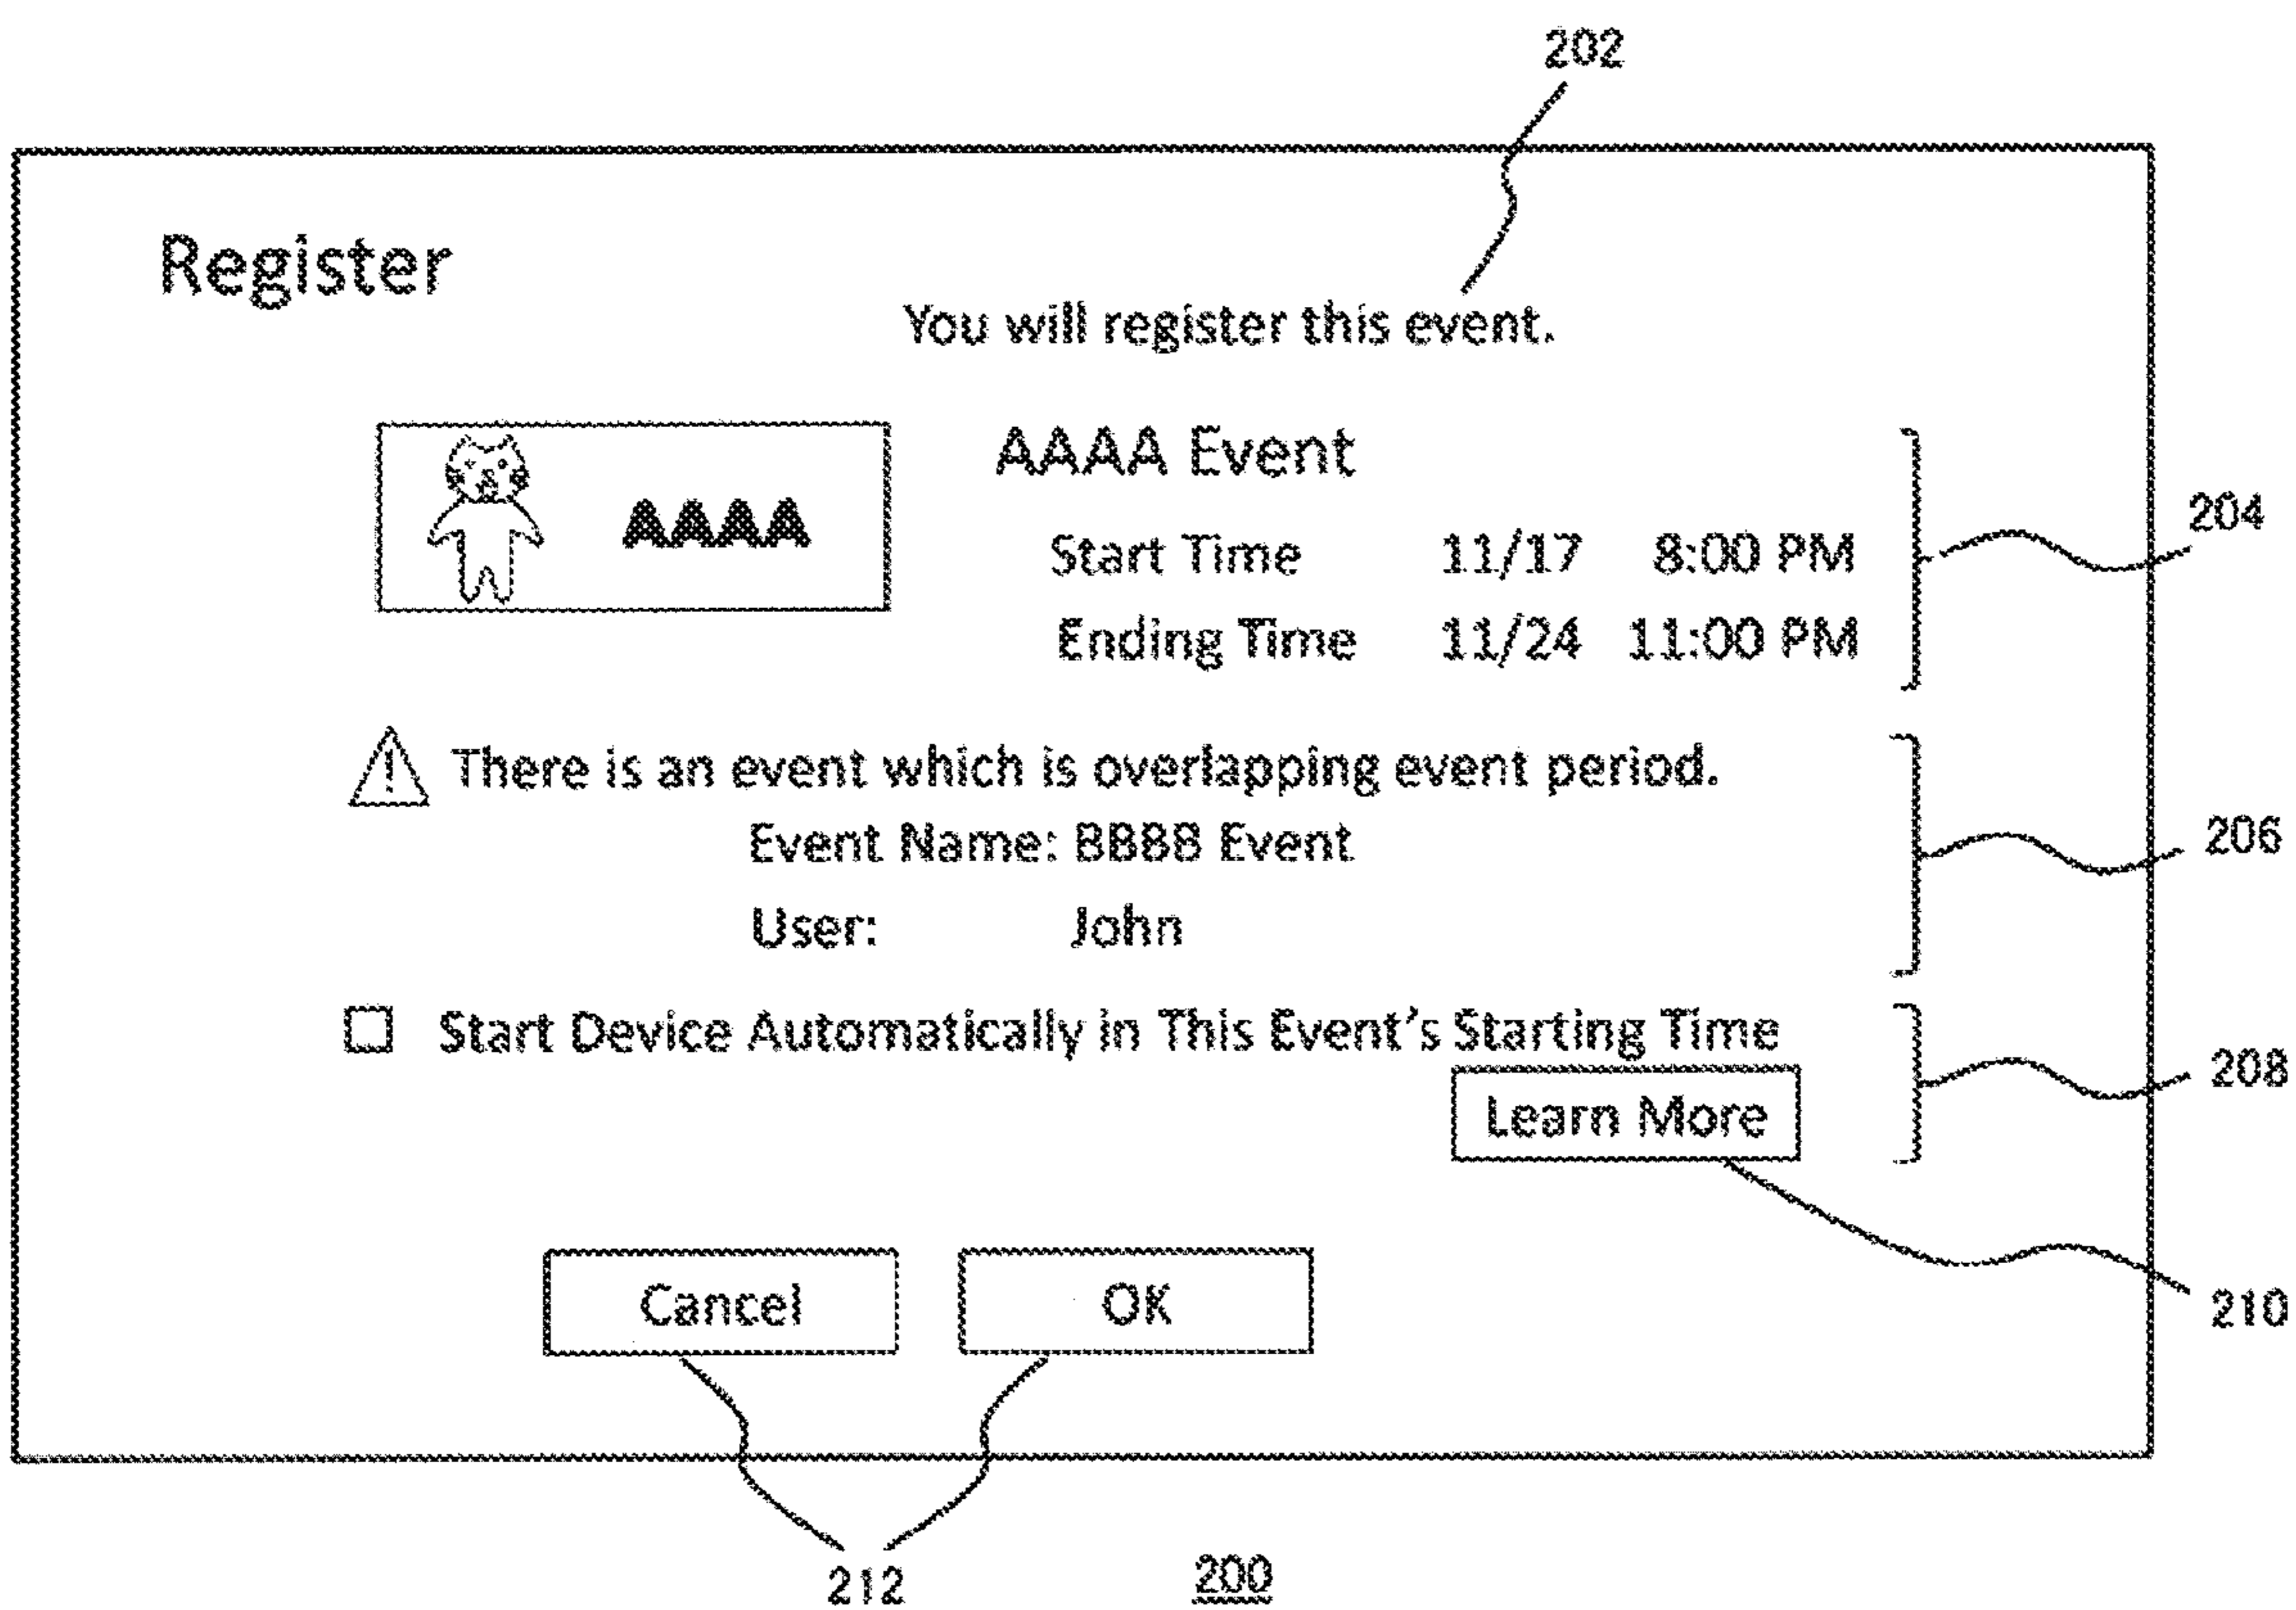 202
Register
You will register this event.
AAAA
AAAA Event
Start Time 11/17 8:00 PM
Ending Time 11/24 11:00 PM
204
! There is an event which is overlapping event period.
Event Name: BBBB Event
User: John
206
Start Device Automatically in This Event's Starting Time
Learn More
208
210
Cancel OK
212
200